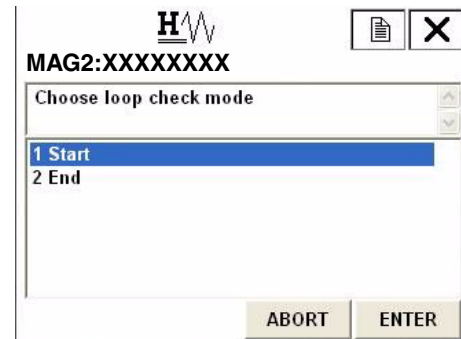 H
MAG2:XXXXXXXX
Choose loop check mode
1 Start
2 End
ABORT ENTER